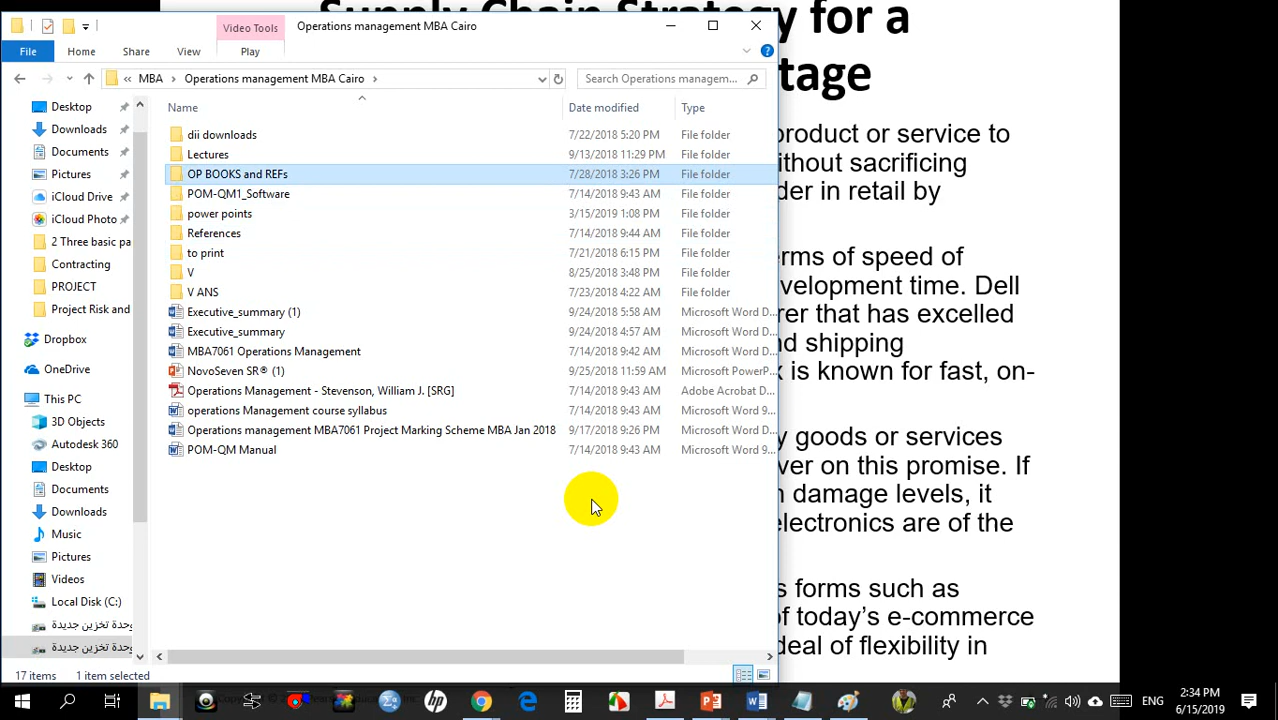 Supply Chain Strategy for a
Video Tools
Operations management MBA Cairo
File
Home
Share
View
Play
MBA
Operations management MBA Cairo
Search Operations managem...
tage
Name
Date modified
Type
Desktop
Downloads
Documents
Pictures
iCloud Drive
iCloud Photo
2 Three basic pa
Contracting
PROJECT
Project Risk and
Dropbox
OneDrive
This PC
3D Objects
Autodesk 360
Desktop
Documents
Downloads
Music
Pictures
Videos
Local Disk (C:)
وحدة تخزين جديدة
وحدة تخزين جديدة
dii downloads 7/22/2018 5:20 PM File folder
Lectures 9/13/2018 11:29 PM File folder
OP BOOKS and REFs 7/28/2018 3:26 PM File folder
POM-QM1_Software 7/14/2018 9:43 AM File folder
power points 3/15/2019 1:08 PM File folder
References 7/14/2018 9:44 AM File folder
to print 7/21/2018 6:15 PM File folder
V 8/25/2018 3:48 PM File folder
V ANS 7/23/2018 4:22 AM File folder
Executive_summary (1) 9/24/2018 5:58 AM Microsoft Word D...
Executive_summary 9/24/2018 4:57 AM Microsoft Word D...
MBA7061 Operations Management 7/14/2018 9:42 AM Microsoft Word D...
NovoSeven SR® (1) 9/25/2018 11:59 AM Microsoft PowerP...
Operations Management - Stevenson, William J. [SRG] 7/14/2018 9:43 AM Adobe Acrobat D...
operations Management course syllabus 7/14/2018 9:43 AM Microsoft Word 9...
Operations management MBA7061 Project Marking Scheme MBA Jan 2018 9/17/2018 9:26 PM Microsoft Word D...
POM-QM Manual 7/14/2018 9:43 AM Microsoft Word 9...
product or service to
ithout sacrificing
der in retail by
erms of speed of
velopment time. Dell
rer that has excelled
nd shipping
x is known for fast, on-
y goods or services
ver on this promise. If
n damage levels, it
electronics are of the
s forms such as
of today's e-commerce
deal of flexibility in
17 items
1 item selected
ENG
2:34 PM
6/15/2019